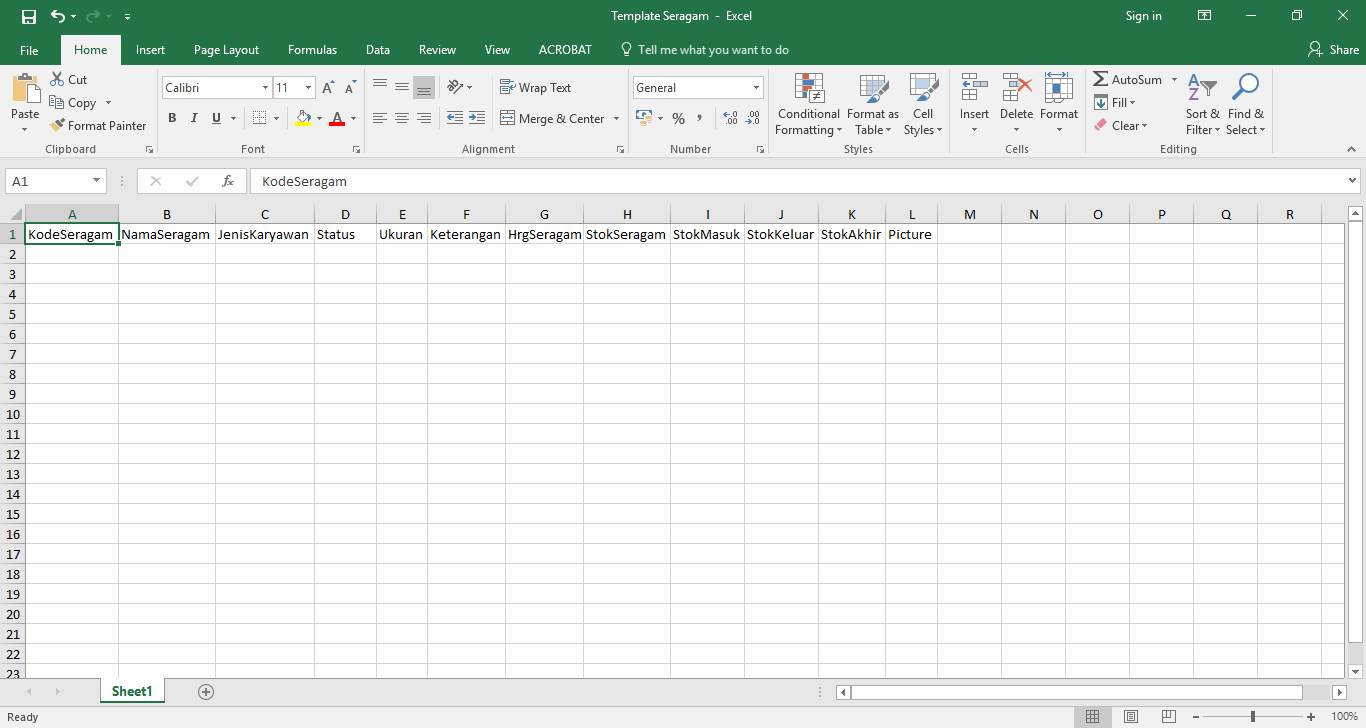 Template Seragam - Excel
Sign in
File Home Insert Page Layout Formulas Data Review View ACROBAT Tell me what you want to do Share
Paste
Cut
Copy
Format Painter
Clipboard
Calibri 11 A A
B I U A
Font
Wrap Text
Merge & Center
Alignment
General
% , .0 .00 .00 .0
Number
Conditional Formatting
Format as Table
Cell Styles
Styles
Insert Delete Format
Cells
AutoSum
Fill
Clear
Sort & Filter
Find & Select
Editing
A1 fx KodeSeragam
A B C D E F G H I J K L M N O P Q R
1 KodeSeragam NamaSeragam JenisKaryawan Status Ukuran Keterangan HrgSeragam StokSeragam StokMasuk StokKeluar StokAkhir Picture
2
3
4
5
6
7
8
9
10
11
12
13
14
15
16
17
18
19
20
21
22
23
Sheet1
Ready 100%